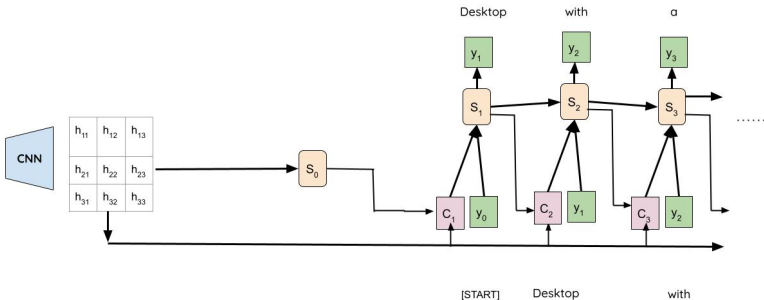 Desktop with a
y1 y2 y3
S1 S2 S3
......
h11 h12 h13
CNN
h21 h22 h23
S0
h31 h32 h33
C1 y0 C2 y1 C3 y2
[START] Desktop with